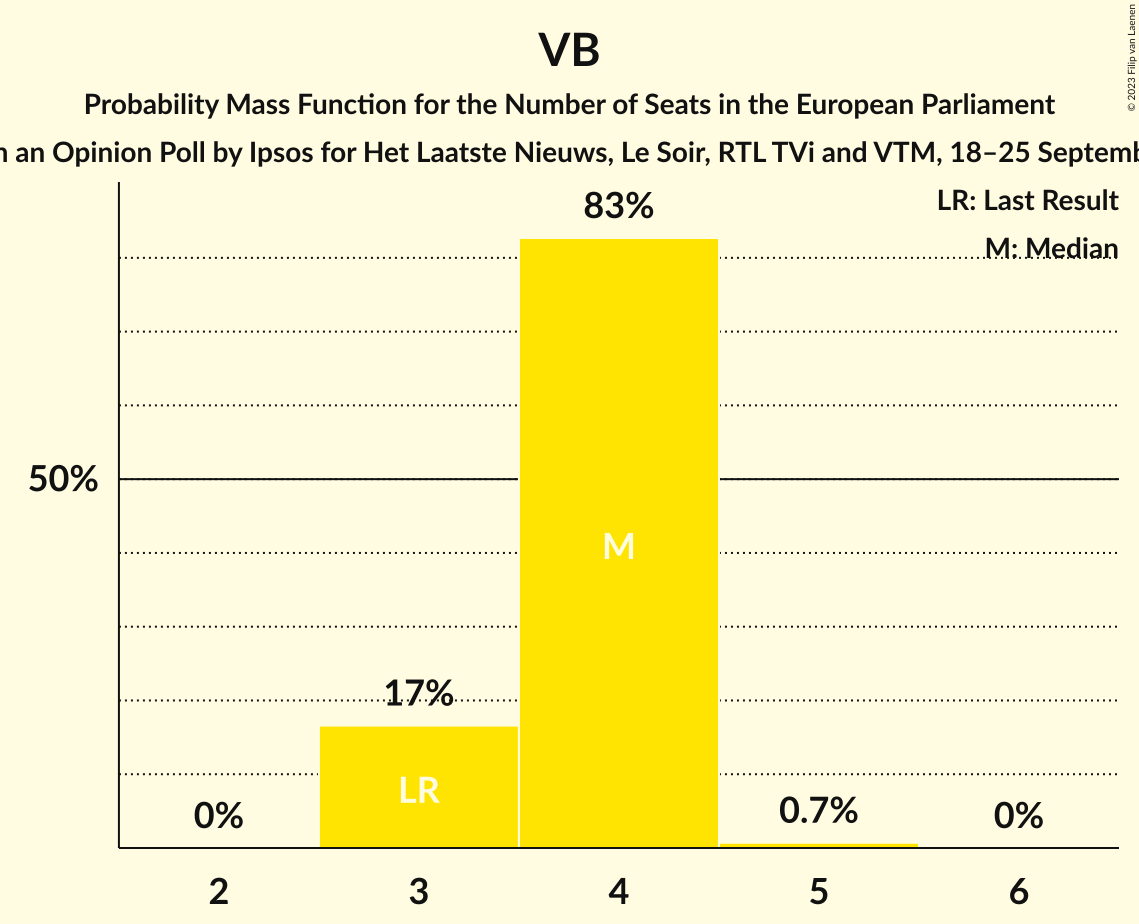 VB
Probability Mass Function for the Number of Seats in the European Parliament
an Opinion Poll by Ipsos for Het Laatste Nieuws, Le Soir, RTL TVi and VTM, 18–25
© 2023 Filip van Laenen
LR: Last Result
M: Median
83%
50%
M
17%
LR
0%
0.7%
0%
2 3 4 5 6